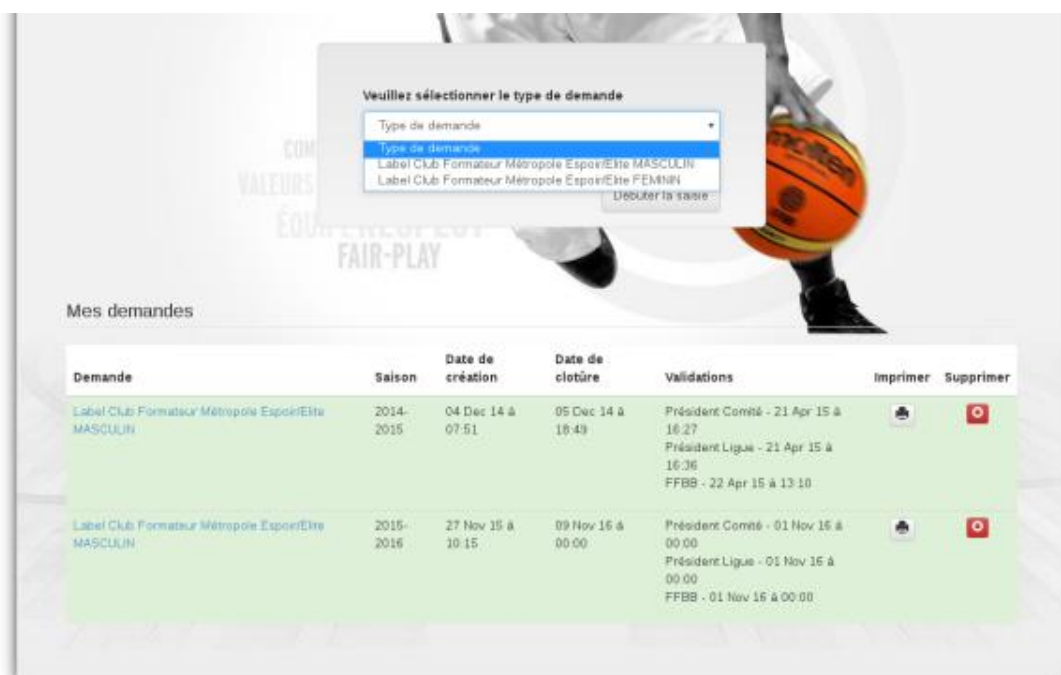 Veuillez sélectionner le type de demande
Type de demande
Type de demande
Label Club Formateur Métropole Espoir/Elite MASCULIN
Label Club Formateur Métropole Espoir/Elite FEMININ
Débuter la saisie
VALEURS
FAIR-PLAY
molten
Mes demandes
Demande Saison Date de création Date de clotûre Validations Imprimer Supprimer
Label Club Formateur Métropole Espoir/Elite
MASCULIN
2014-
2015
04 Dec 14 à
07:51
05 Dec 14 à
18:49
Président Comité - 21 Apr 15 à
16:27
Président Ligue - 21 Apr 15 à
16:36
FFBB - 22 Apr 15 à 13:10
Label Club Formateur Métropole Espoir/Elite
MASCULIN
2015-
2016
27 Nov 15 à
10:15
09 Nov 16 à
00:00
Président Comité - 01 Nov 16 à
00:00
Président Ligue - 01 Nov 16 à
00:00
FFBB - 01 Nov 16 à 00:00